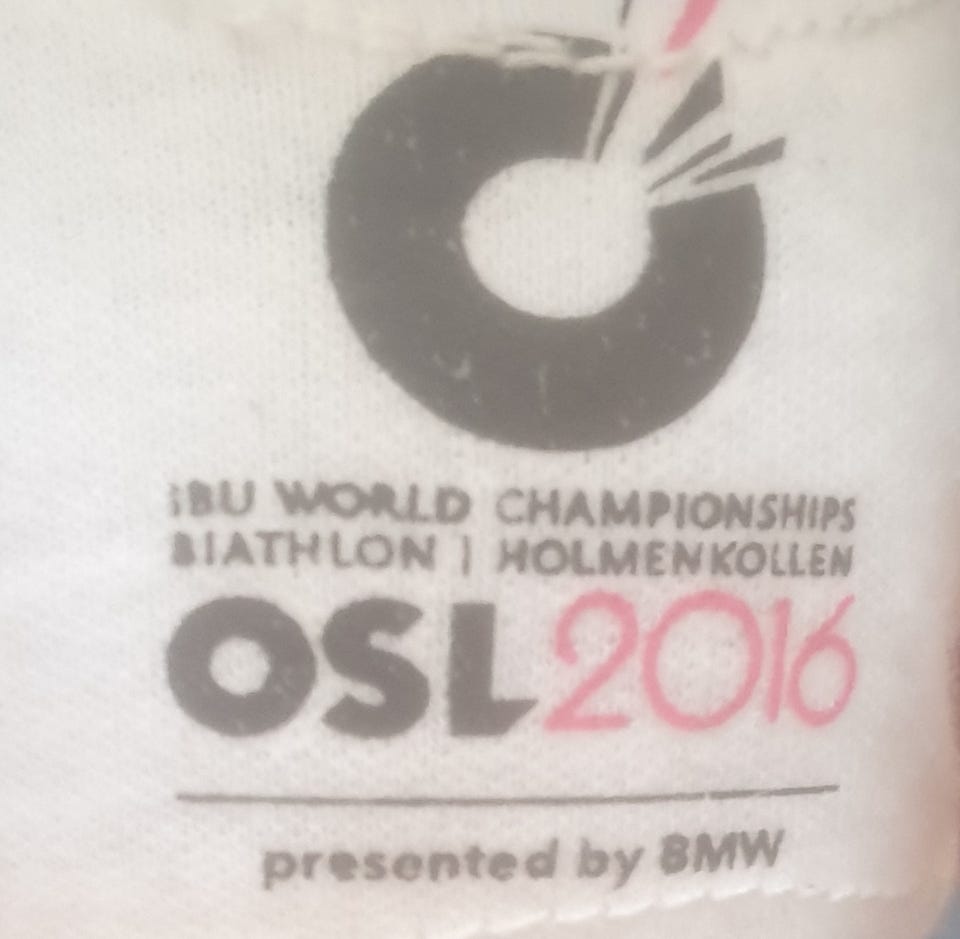 IBU WORLD CHAMPIONSHIPS
BIATHLON | HOLMENKOLLEN
OSL2016
presented by BMW